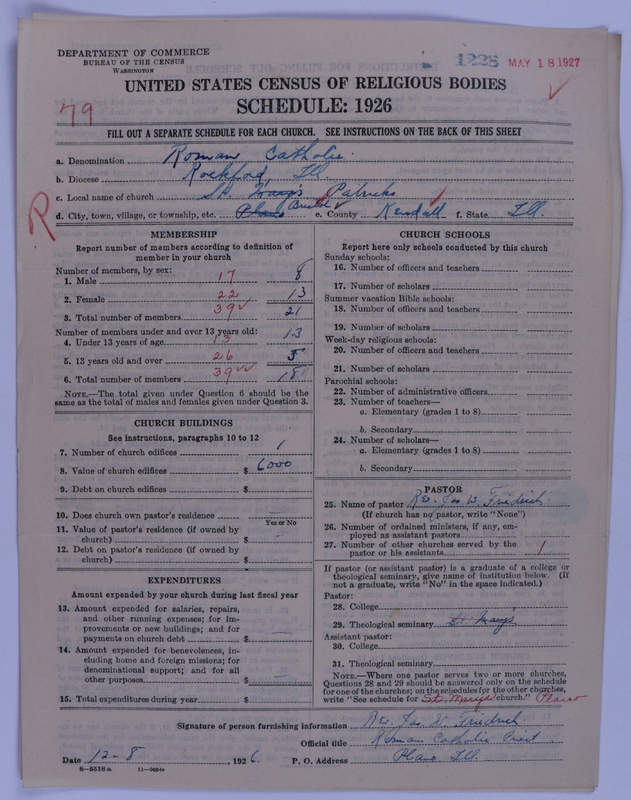 DEPARTMENT OF COMMERCE
BUREAU OF THE CENSUS
WASHINGTON
1225 MAY 18 1927
UNITED STATES CENSUS OF RELIGIOUS BODIES
SCHEDULE: 1926
79
FILL OUT A SEPARATE SCHEDULE FOR EACH CHURCH. SEE INSTRUCTIONS ON THE BACK OF THIS SHEET
a. Denomination Roman Catholic
b. Diocese Rockford, Ill.
c. Local name of church St. Mary's Patricks
R
d. City, town, village, or township, etc. Plano Bristol e. County Kendall f. State Ill.
MEMBERSHIP
Report number of members according to definition of
member in your church
Number of members, by sex:
1. Male 17 8
2. Female 22 13
3. Total number of members 39 21
Number of members under and over 13 years old:
4. Under 13 years of age 13 13
5. 13 years old and over 26 5
6. Total number of members 39 18
NOTE.—The total given under Question 6 should be the
same as the total of males and females given under Question 3.
CHURCH BUILDINGS
See instructions, paragraphs 10 to 12
7. Number of church edifices 1
8. Value of church edifices $ 6000
9. Debt on church edifices $
10. Does church own pastor's residence
Yes or No
11. Value of pastor's residence (if owned by
church) $
12. Debt on pastor's residence (if owned by
church) $
EXPENDITURES
Amount expended by your church during last fiscal year
13. Amount expended for salaries, repairs,
and other running expenses; for im-
provements or new buildings; and for
payments on church debt $
14. Amount expended for benevolences, in-
cluding home and foreign missions; for
denominational support; and for all
other purposes $
15. Total expenditures during year $
CHURCH SCHOOLS
Report here only schools conducted by this church
Sunday schools:
16. Number of officers and teachers
17. Number of scholars
Summer vacation Bible schools:
18. Number of officers and teachers
19. Number of scholars
Week-day religious schools:
20. Number of officers and teachers
21. Number of scholars
Parochial schools:
22. Number of administrative officers
23. Number of teachers—
a. Elementary (grades 1 to 8)
b. Secondary
24. Number of scholars—
a. Elementary (grades 1 to 8)
b. Secondary
PASTOR
25. Name of pastor Rev. Jas. W. Friedrich
(If church has no pastor, write "None")
26. Number of ordained ministers, if any, em-
ployed as assistant pastors
27. Number of other churches served by the
pastor or his assistants 1
If pastor (or assistant pastor) is a graduate of a college or
theological seminary, give name of institution below. (If
not a graduate, write "No" in the space indicated.)
Pastor:
28. College
29. Theological seminary St. Mary's
Assistant pastor:
30. College
31. Theological seminary
NOTE.—Where one pastor serves two or more churches,
Questions 28 and 29 should be answered only on the schedule
for one of the churches; on the schedules for the other churches,
write "See schedule for St. Marys church." Plano
Signature of person furnishing information Rev. Jas. W. Friedrich
Official title Roman Catholic Priest
Date 12-8, 1926 P. O. Address Plano Ill.
8—5518a 11—9664a